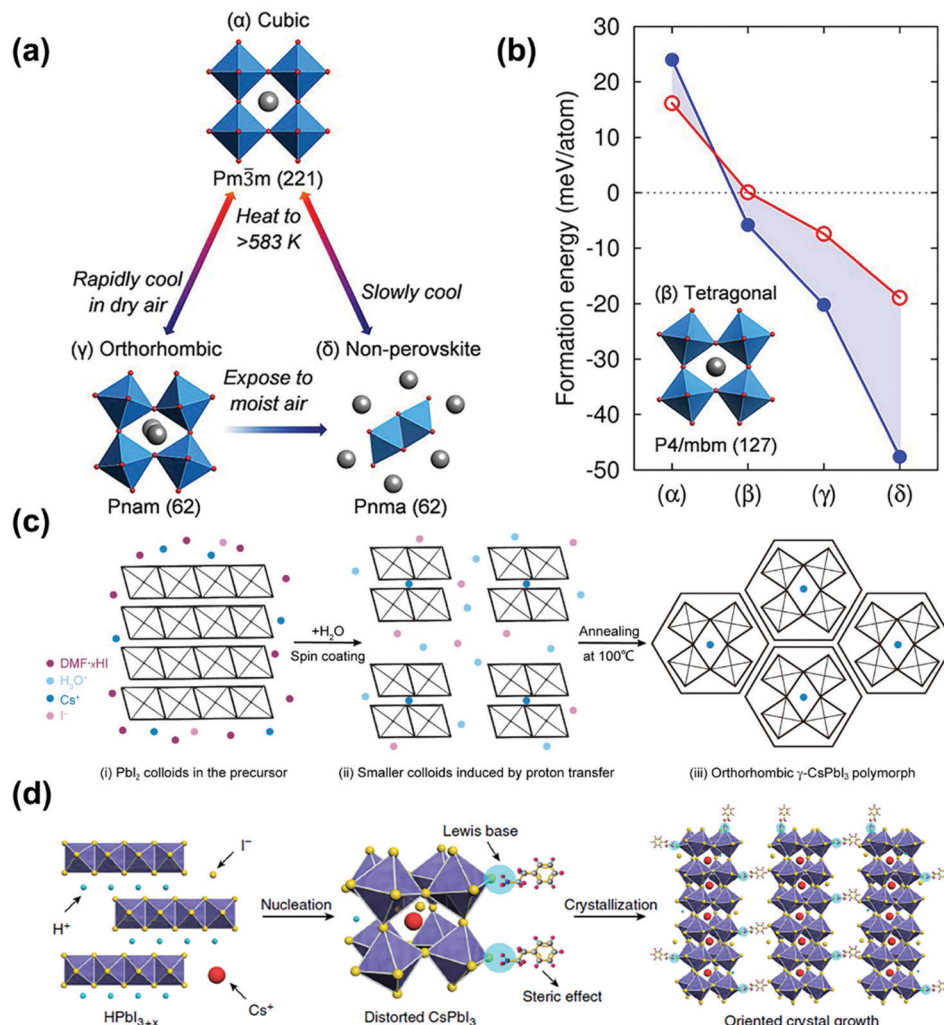 (a)
(α) Cubic
Pm3̄m (221)
Heat to
>583 K
Rapidly cool
in dry air
Slowly cool
(γ) Orthorhombic
(δ) Non-perovskite
Expose to
moist air
Pnam (62)
Pnma (62)
(b)
Formation energy (meV/atom)
30
20
10
0
-10
-20
-30
-40
-50
(β) Tetragonal
P4/mbm (127)
(α)
(β)
(γ)
(δ)
(c)
DMF·xHI
H₃O⁺
Cs⁺
I⁻
+H₂O
Spin coating
Annealing
at 100℃
(i) PbI₂ colloids in the precursor
(ii) Smaller colloids induced by proton transfer
(iii) Orthorhombic γ-CsPbI₃ polymorph
(d)
I⁻
H⁺
Cs⁺
HPbI₃₊ₓ
Nucleation
Lewis base
Steric effect
Distorted CsPbI₃
Crystallization
Oriented crystal growth